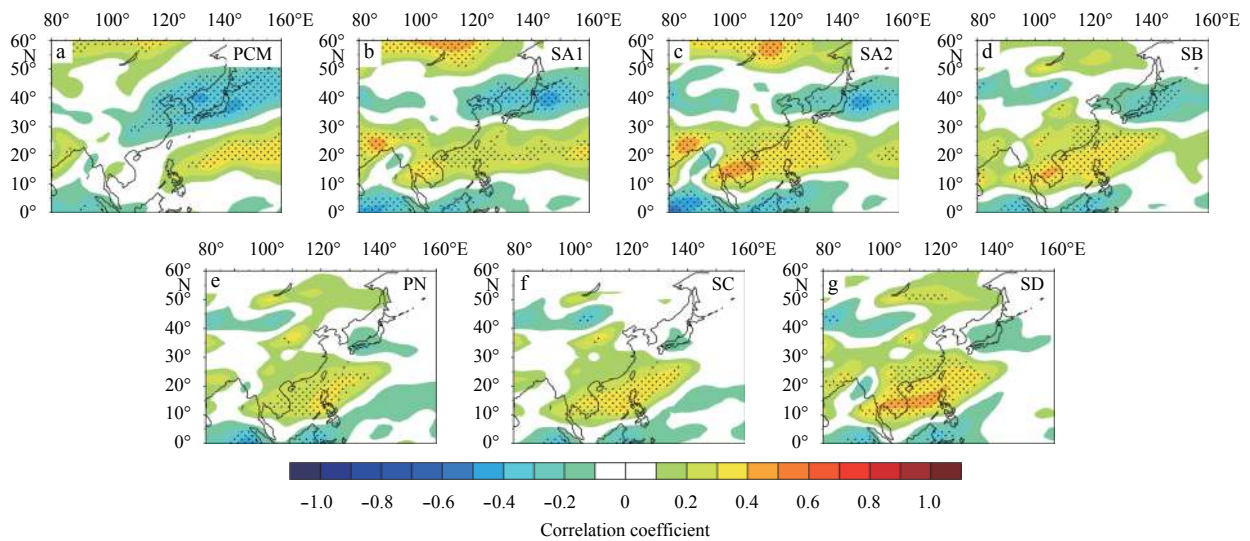 80 100 120 140 160°E 80 100 120 140 160°E 80 100 120 140 160°E 80 100 120 140 160°E
60° N a PCM 60° N b SA1 60° N c SA2 60° N d SB
50° 50° 50° 50°
40° 40° 40° 40°
30° 30° 30° 30°
20° 20° 20° 20°
10° 10° 10° 10°
0° 0° 0° 0°
80 100 120 140 160°E 80 100 120 140 160°E 80 100 120 140 160°E
60° N e PN 60° N f SC 60° N g SD
50° 50° 50°
40° 40° 40°
30° 30° 30°
20° 20° 20°
10° 10° 10°
0° 0° 0°
−1.0 −0.8 −0.6 −0.4 −0.2 0 0.2 0.4 0.6 0.8 1.0
Correlation coefficient